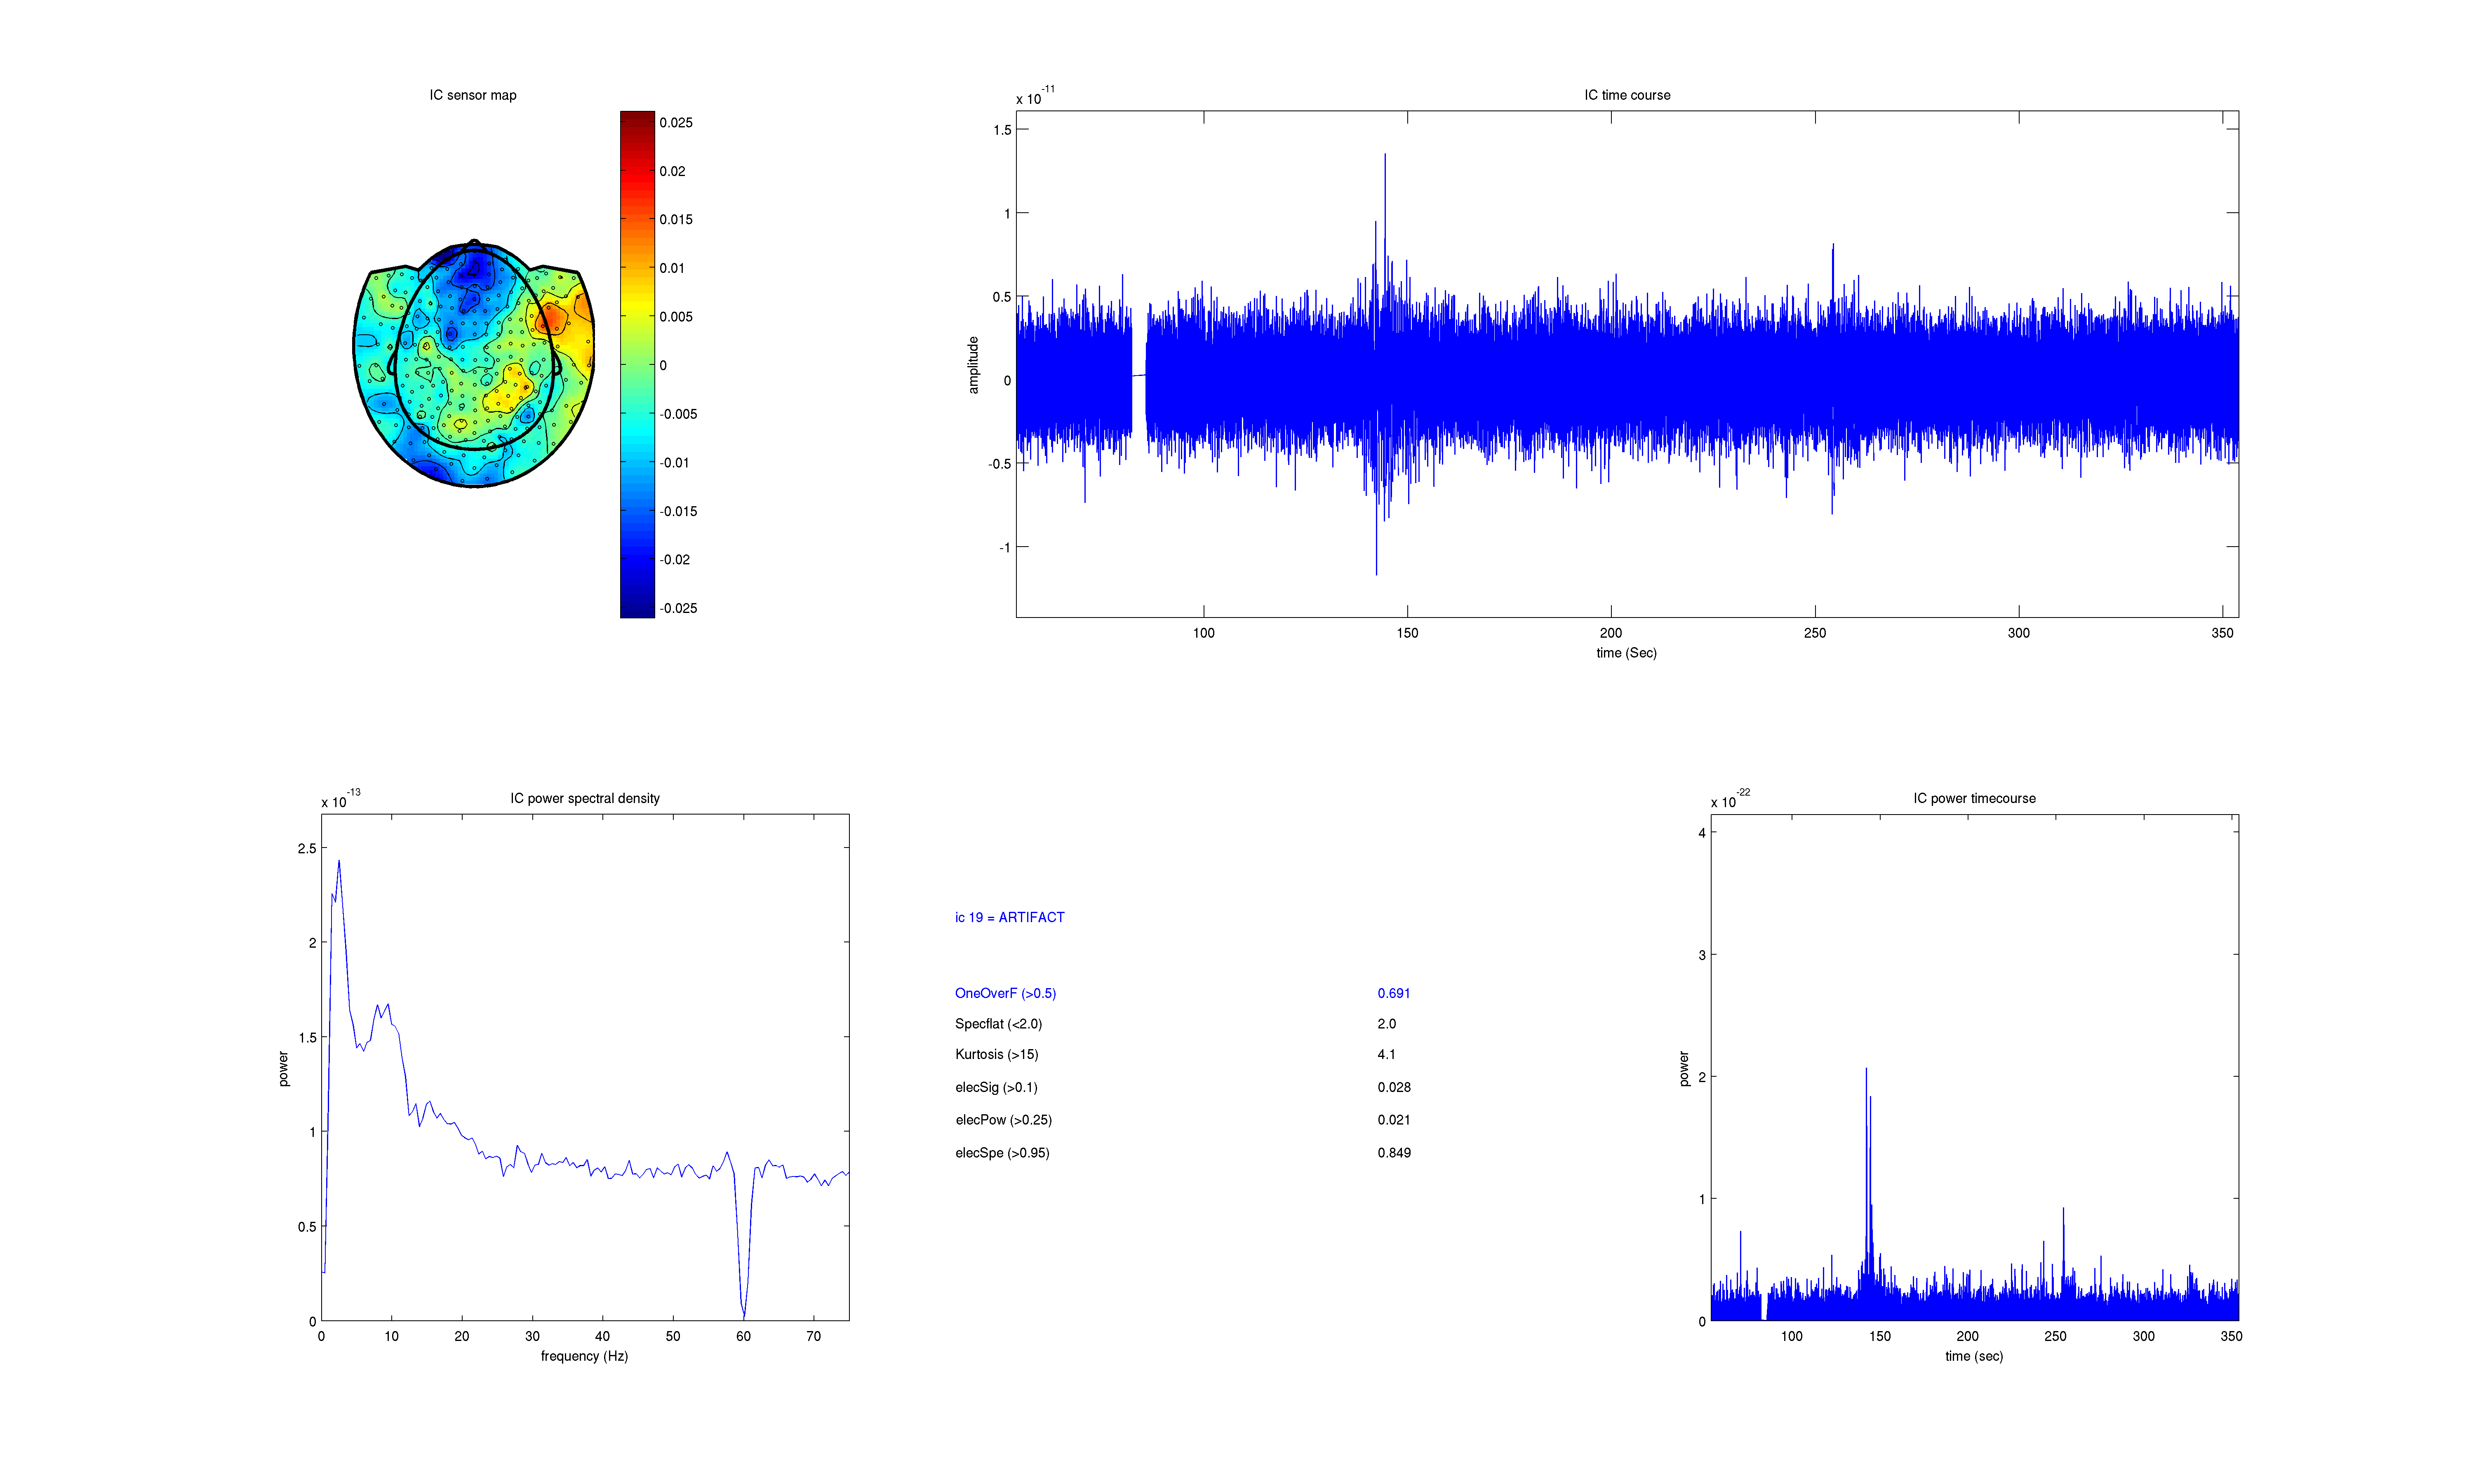 IC sensor map
0.025
0.02
0.015
0.01
0.005
0
-0.005
-0.01
-0.015
-0.02
-0.025
IC time course
x 10-11
1.5
1
0.5
0
-0.5
-1
amplitude
100 150 200 250 300 350
time (Sec)
IC power spectral density
x 10-13
2.5
2
1.5
1
0.5
0
power
0 10 20 30 40 50 60 70
frequency (Hz)
ic 19 = ARTIFACT
OneOverF (>0.5) 0.691
Specflat (<2.0) 2.0
Kurtosis (>15) 4.1
elecSig (>0.1) 0.028
elecPow (>0.25) 0.021
elecSpe (>0.95) 0.849
IC power timecourse
x 10-22
4
3
2
1
0
power
100 150 200 250 300 350
time (sec)